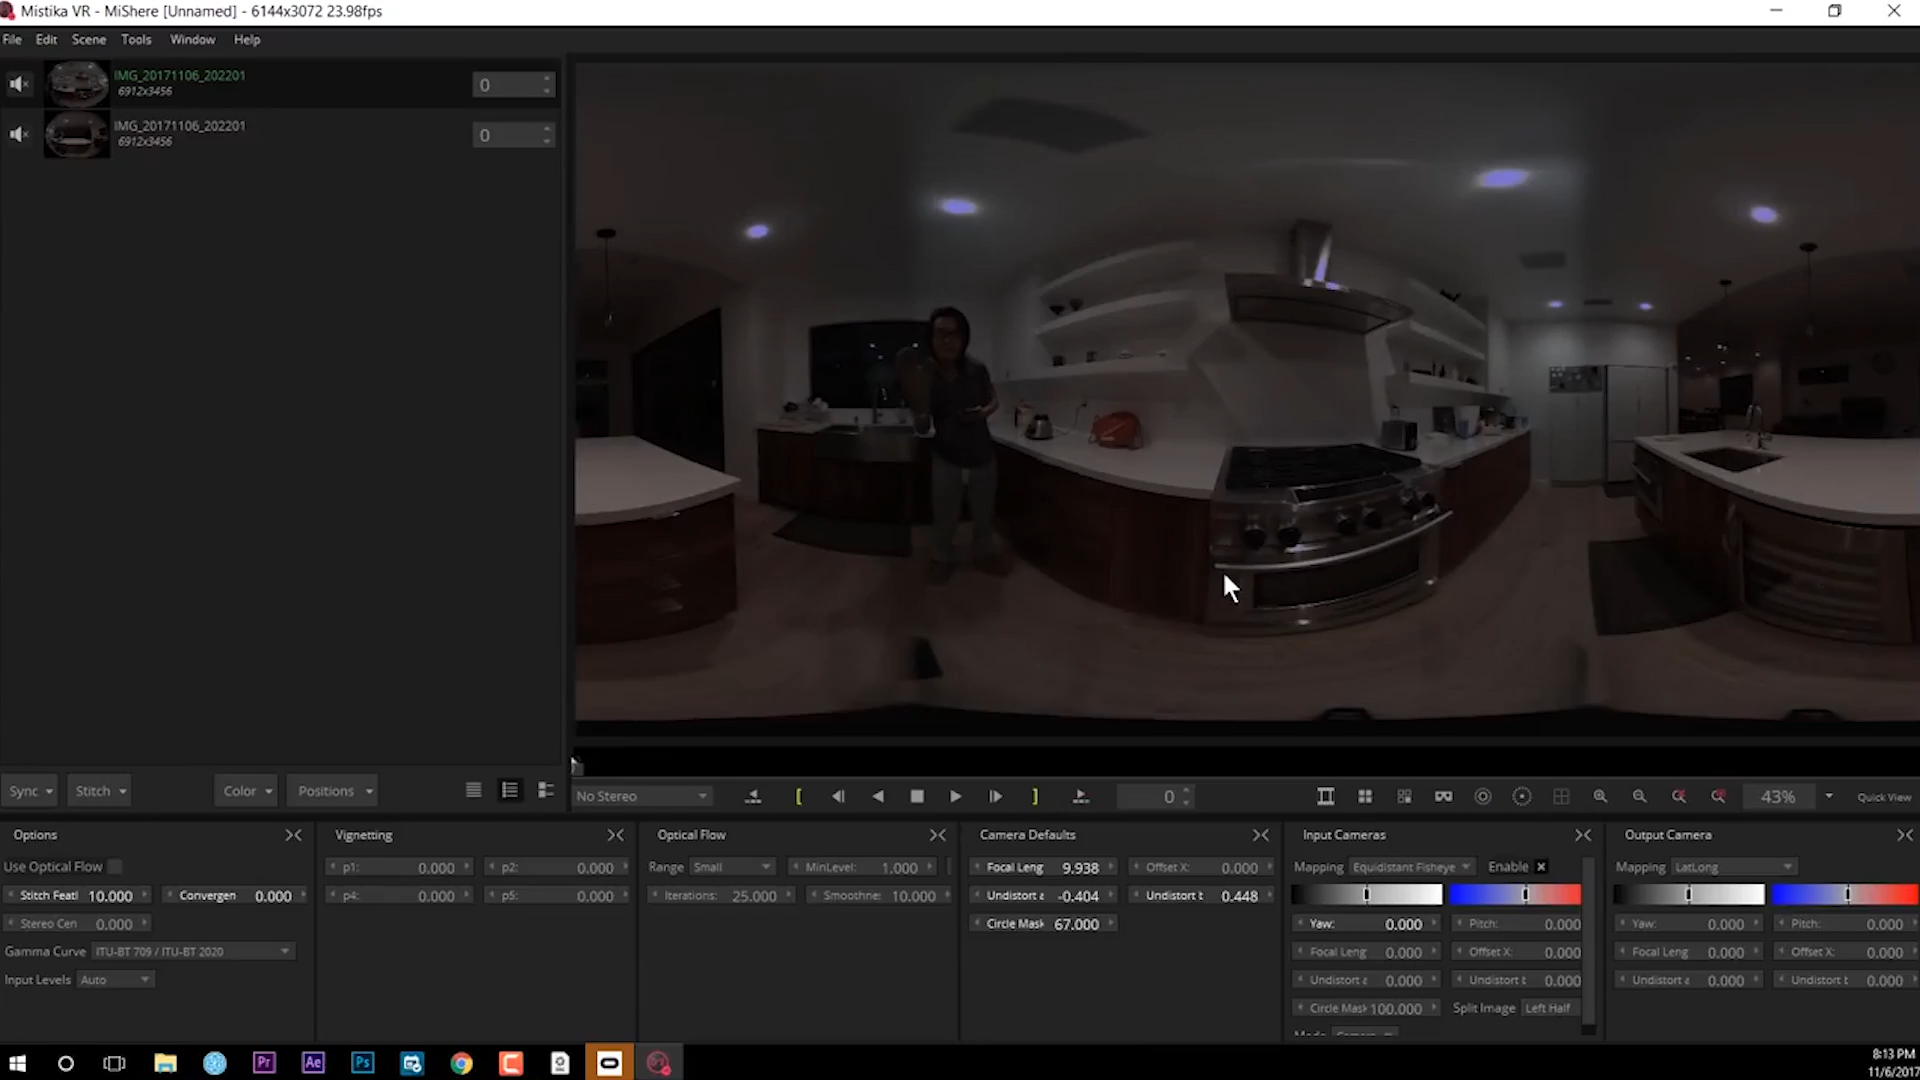 Mistika VR - MiShere [Unnamed] - 6144x3072 23.98fps
File Edit Scene Tools Window Help
IMG_20171106_202201
6912x3456
0
IMG_20171106_202201
6912x3456
0
Sync Stitch Color Positions
No Stereo 0 43% Quick View
Options
Use Optical Flow
Stitch Featl 10.000 Convergen 0.000
Stereo Cen 0.000
Gamma Curve ITU-BT 709 / ITU-BT 2020
Input Levels Auto
Vignetting
p1: 0.000 p2: 0.000
p4: 0.000 p5: 0.000
Optical Flow
Range Small MinLevel: 1.000
Iterations: 25.000 Smoothne: 10.000
Camera Defaults
Focal Leng 9.938 Offset X: 0.000
Undistort a -0.404 Undistort b 0.448
Circle Mask 67.000
Input Cameras
Mapping Equidistant Fisheye Enable
Yaw: 0.000 Pitch: 0.000
Focal Leng 0.000 Offset X: 0.000
Undistort a 0.000 Undistort b 0.000
Circle Mask 100.000 Split Image Left Half
Output Camera
Mapping LatLong
Yaw: 0.000 Pitch: 0.000
Focal Leng 0.000 Offset X: 0.000
Undistort a 0.000 Undistort b 0.000
Pr Ae Ps
8:13 PM
11/6/2017